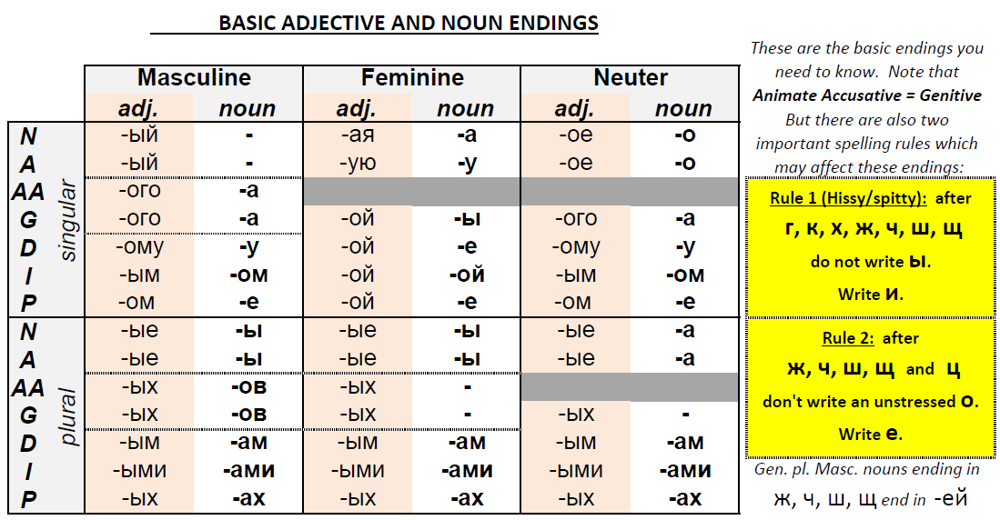 BASIC ADJECTIVE AND NOUN ENDINGS
Masculine Feminine Neuter
adj. noun adj. noun adj. noun
singular
N -ый - -ая -а -ое -о
A -ый - -ую -у -ое -о
AA -ого -а
G -ого -а -ой -ы -ого -а
D -ому -у -ой -е -ому -у
I -ым -ом -ой -ой -ым -ом
P -ом -е -ой -е -ом -е
plural
N -ые -ы -ые -ы -ые -а
A -ые -ы -ые -ы -ые -а
AA -ых -ов -ых -
G -ых -ов -ых - -ых -
D -ым -ам -ым -ам -ым -ам
I -ыми -ами -ыми -ами -ыми -ами
P -ых -ах -ых -ах -ых -ах
These are the basic endings you
need to know. Note that
Animate Accusative = Genitive
But there are also two
important spelling rules which
may affect these endings:
Rule 1 (Hissy/spitty): after
г, к, х, ж, ч, ш, щ
do not write ы.
Write и.
Rule 2: after
ж, ч, ш, щ and ц
don't write an unstressed о.
Write е.
Gen. pl. Masc. nouns ending in
ж, ч, ш, щ end in -ей